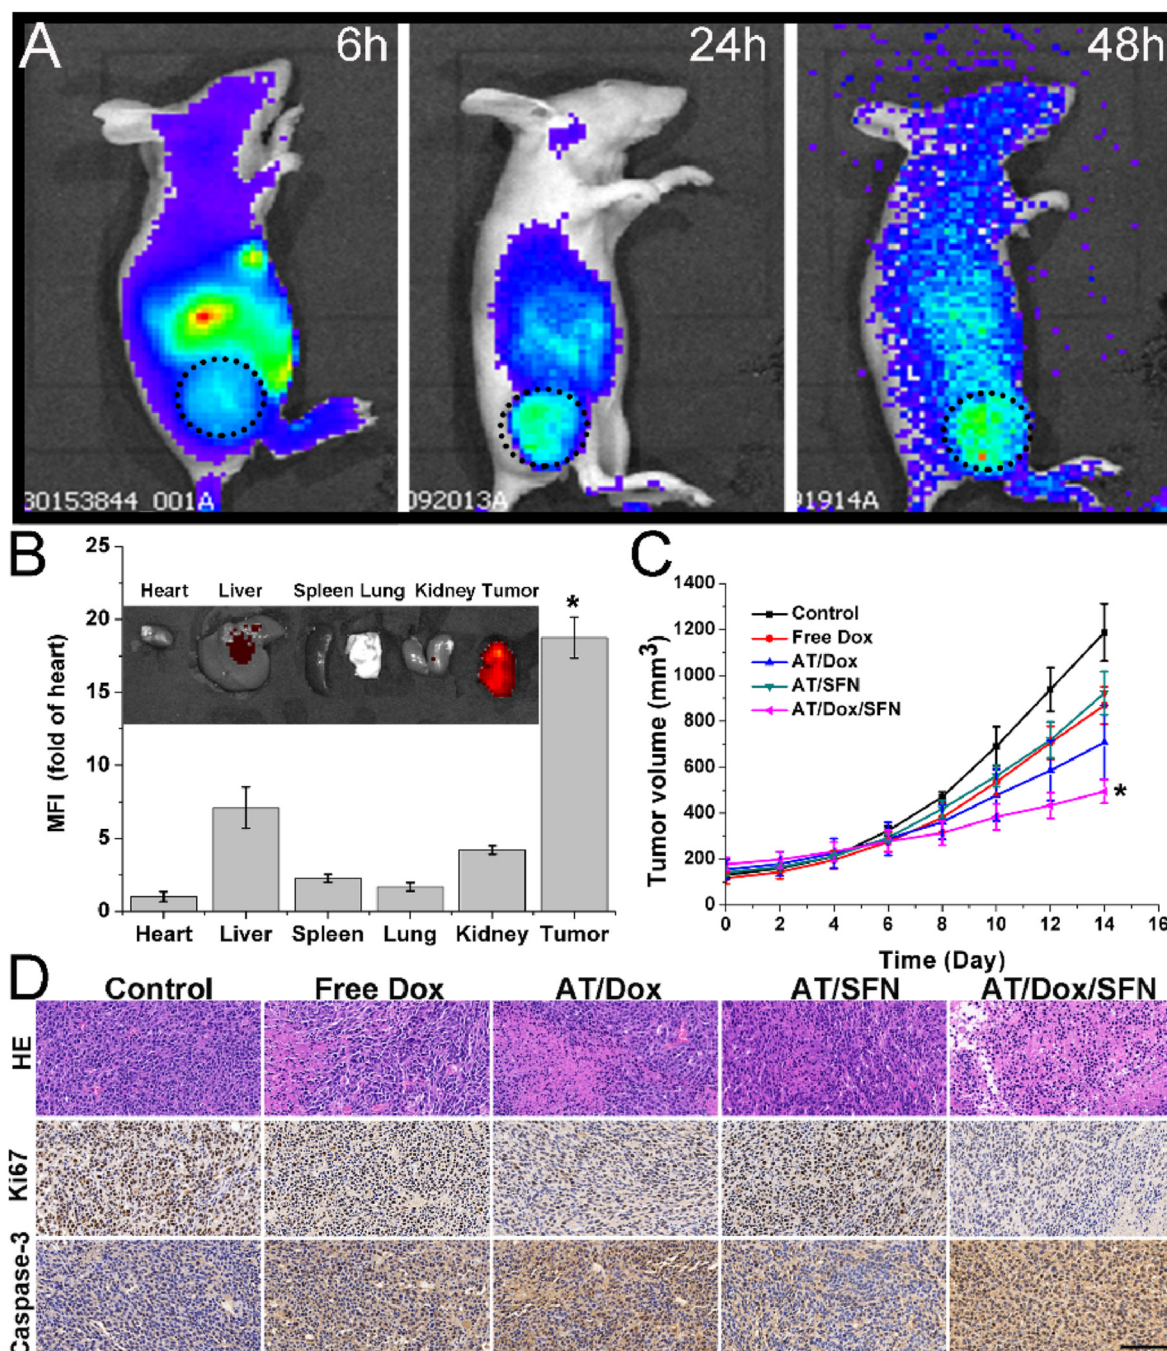 A
6h
24h
48h
30153844_001A
092013A
91914A
B
25
20
15
10
5
0
MFI (fold of heart)
Heart Liver Spleen Lung Kidney Tumor
*
Heart Liver Spleen Lung Kidney Tumor
C
1400
1200
1000
800
600
400
200
0
Tumor volume (mm³)
Control
Free Dox
AT/Dox
AT/SFN
AT/Dox/SFN
*
0 2 4 6 8 10 12 14 16
Time (Day)
D
Control Free Dox AT/Dox AT/SFN AT/Dox/SFN
HE
Ki67
Caspase-3